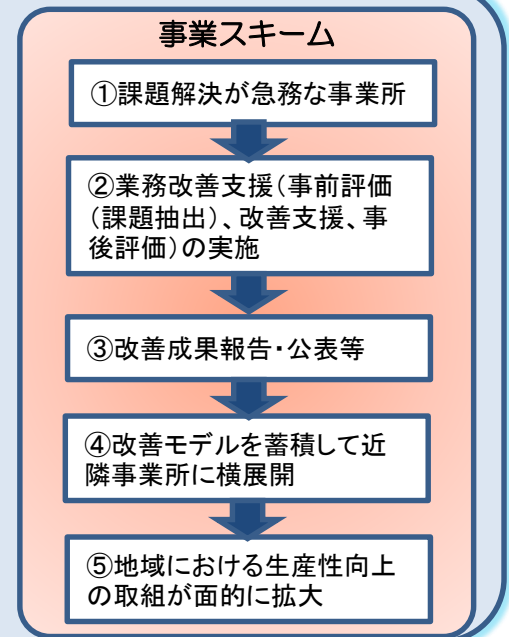 事業スキーム
①課題解決が急務な事業所
②業務改善支援（事前評価
（課題抽出）、改善支援、事
後評価）の実施
③改善成果報告・公表等
④改善モデルを蓄積して近
隣事業所に横展開
⑤地域における生産性向上
の取組が面的に拡大